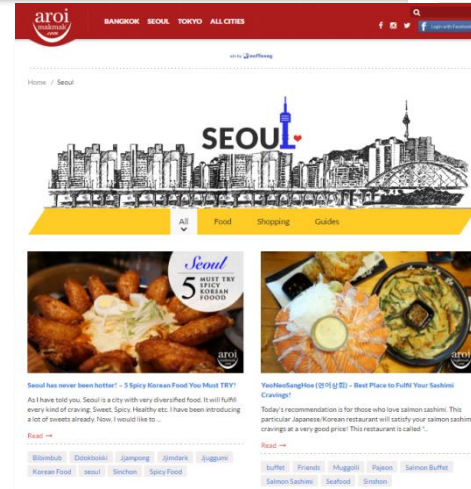 aroi
makmak
.com
BANGKOK SEOUL TOKYO ALL CITIES
Login with Facebook
Home / Seoul
SEOUL
All Food Shopping Guides
Seoul
5 MUST TRY
SPICY
KOREAN
FOOOD
aroi
aroi
Seoul has never been hotter! – 5 Spicy Korean Food You Must TRY!
As I have told you, Seoul is a city with very diversified food. It will fulfill
every kind of craving: Sweet, Spicy, Healthy etc. I have been introducing
a lot of sweets already. Now, I would like to ...
Read →
Bibimbub Ddokbokki Jjampong Jjimdark Jjuggumi
Korean Food seoul Sinchon Spicy Food
YeoNeoSangHoe (연어상회) – Best Place to Fulfil Your Sashimi
Cravings!
Today's recommendation is for those who love salmon sashimi. This
particular Japanese/Korean restaurant will satisfy your salmon sashimi
cravings at a very good price! This restaurant is called "..
Read →
buffet Friends Muggoli Pajeon Salmon Buffet
Salmon Sashimi Seafood Sinshon